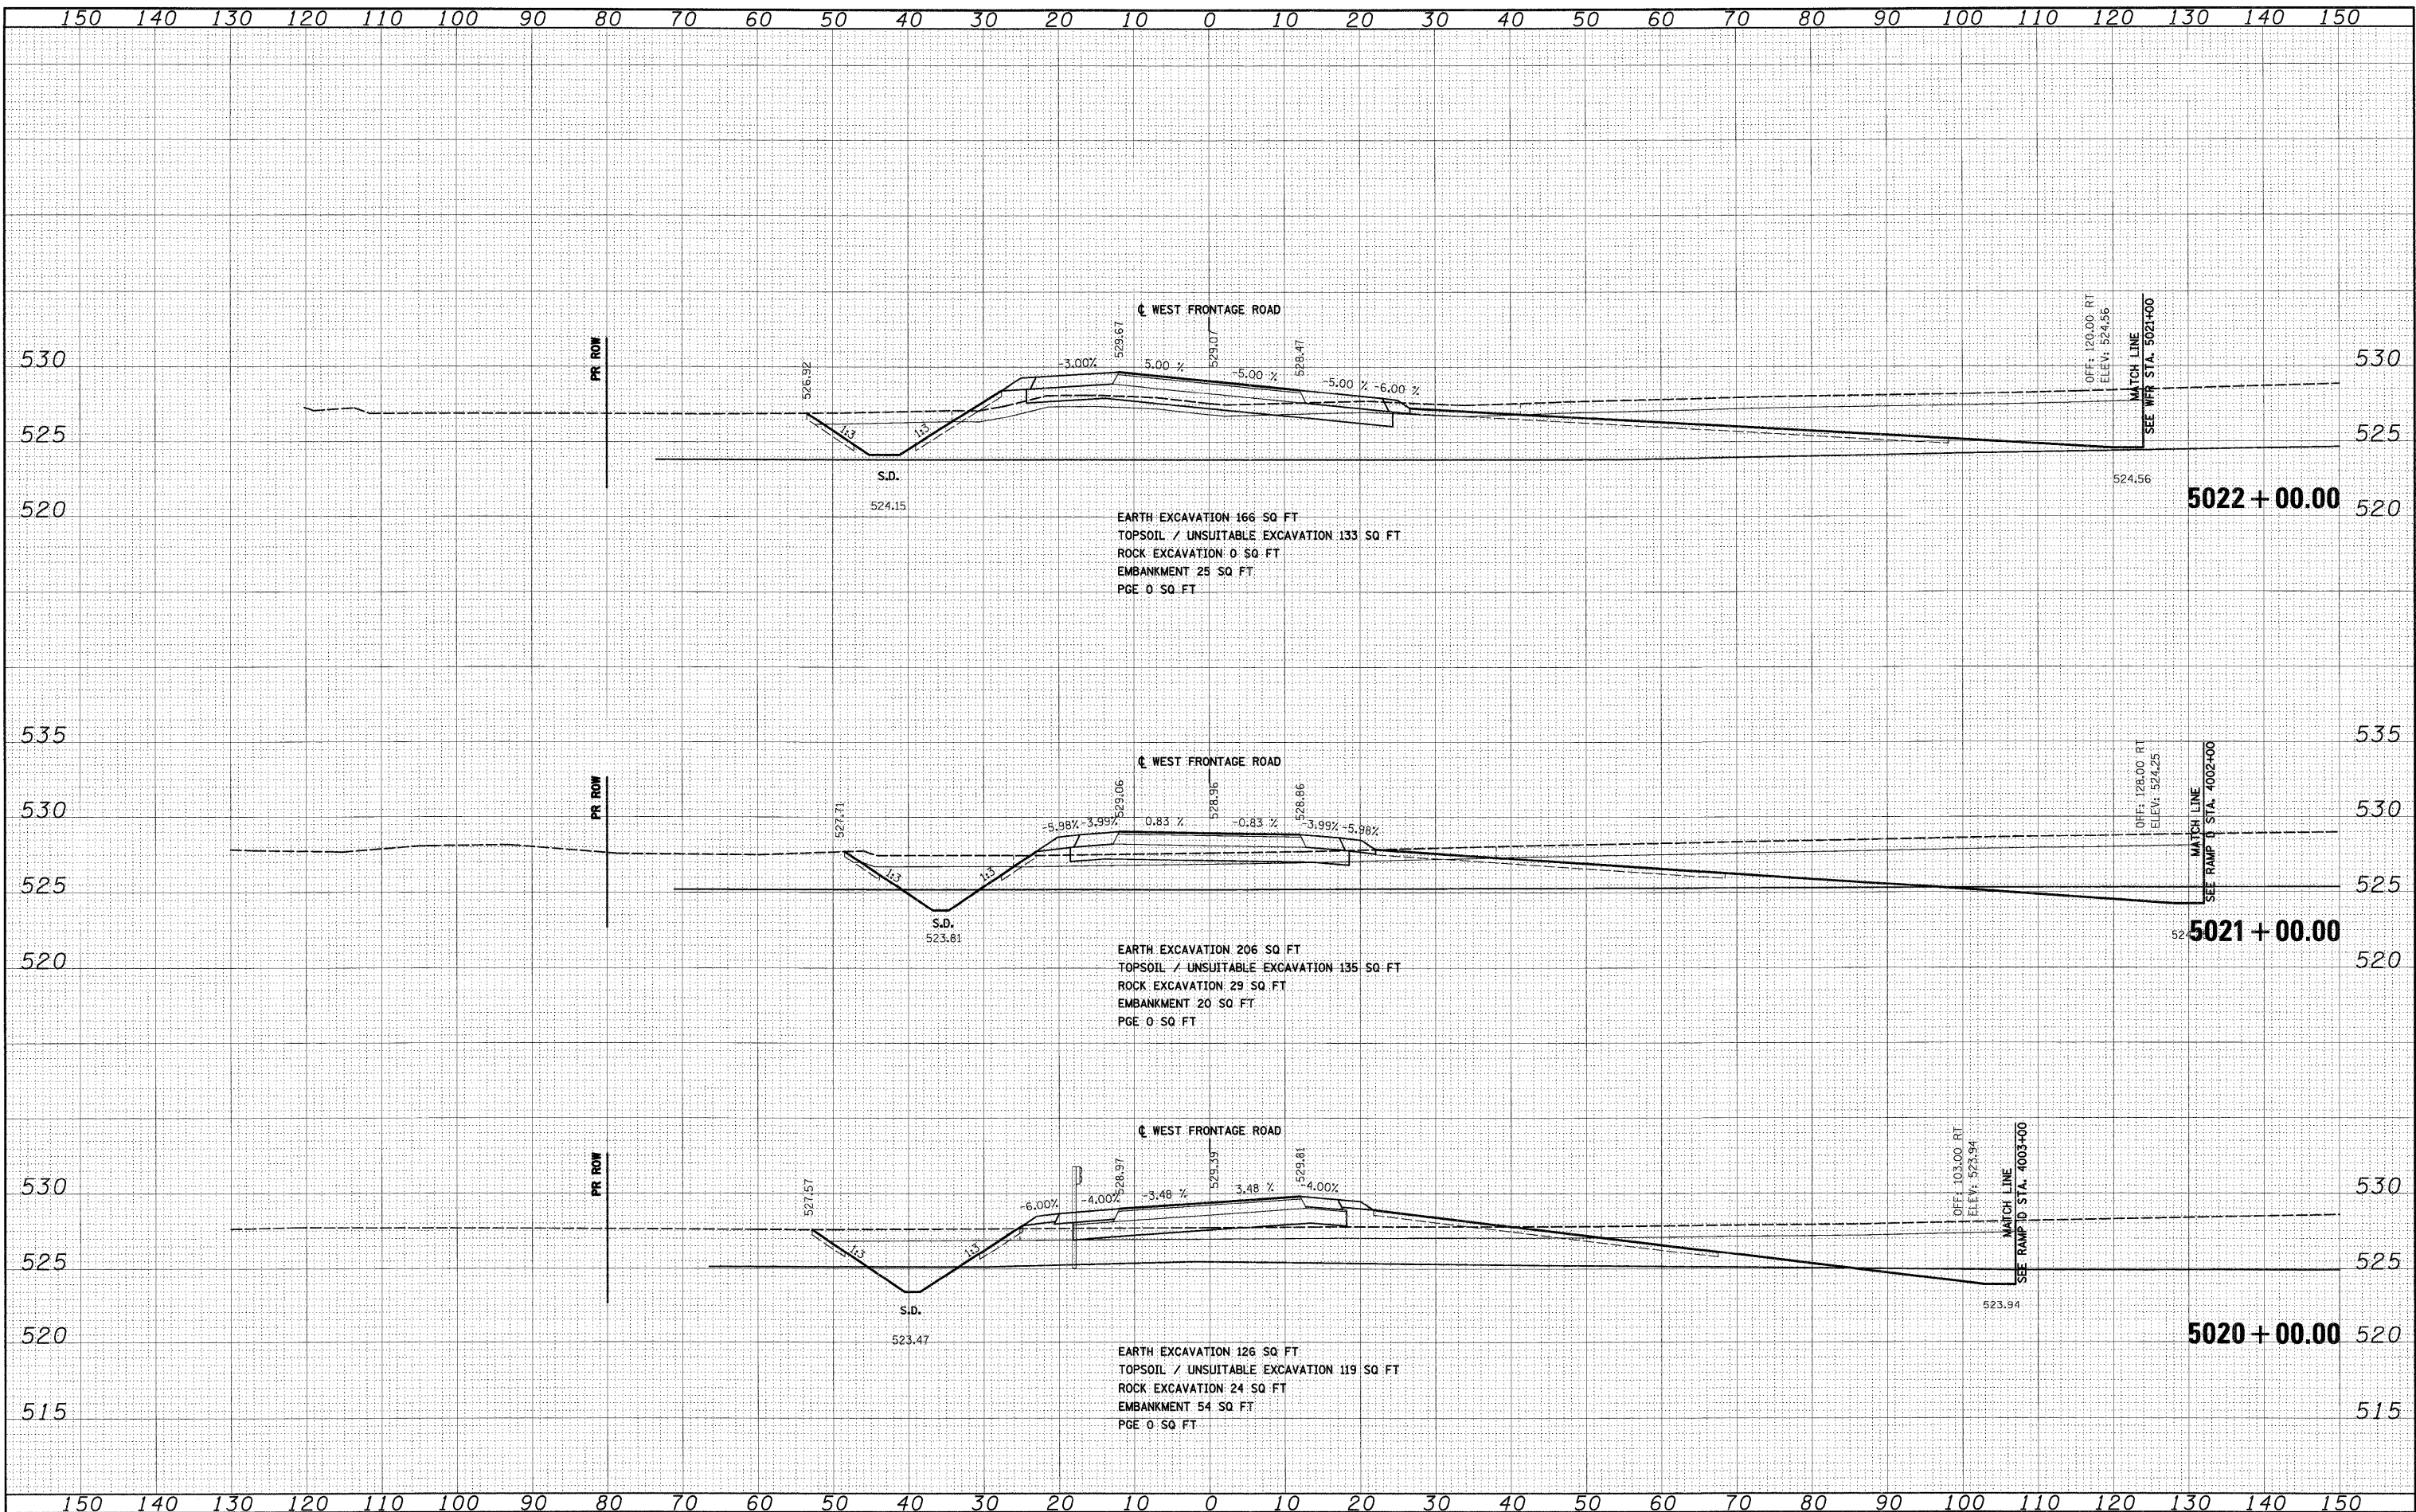 150 140 130 120 110 100 90 80 70 60 50 40 30 20 10 0 10 20 30 40 50 60 70 80 90 100 110 120 130 140 150
℄ WEST FRONTAGE ROAD
PR ROW
526.92
-3.00%
529.67
5.00 %
529.07
-5.00 %
528.47
-5.00 %
-6.00 %
OFF: 120.00 RT
ELEV: 524.56
MATCH LINE
SEE WFR STA. 5021+00
530
530
525
525
1:3
1:3
S.D.
524.15
524.56
5022+00.00
520
520
EARTH EXCAVATION 166 SQ FT
TOPSOIL / UNSUITABLE EXCAVATION 133 SQ FT
ROCK EXCAVATION 0 SQ FT
EMBANKMENT 25 SQ FT
PGE 0 SQ FT
535
535
℄ WEST FRONTAGE ROAD
PR ROW
527.71
-5.98%
-3.99%
529.06
0.83 %
528.96
-0.83 %
528.86
-3.99%
-5.98%
OFF: 128.00 RT
ELEV: 524.25
MATCH LINE
SEE RAMP D STA. 4002+00
530
530
525
525
1:3
1:3
S.D.
523.81
5021+00.00
520
520
EARTH EXCAVATION 206 SQ FT
TOPSOIL / UNSUITABLE EXCAVATION 135 SQ FT
ROCK EXCAVATION 29 SQ FT
EMBANKMENT 20 SQ FT
PGE 0 SQ FT
℄ WEST FRONTAGE ROAD
PR ROW
527.57
-6.00%
-4.00%
528.97
-3.48 %
529.39
3.48 %
529.81
-4.00%
OFF: 103.00 RT
ELEV: 523.94
MATCH LINE
SEE RAMP D STA. 4003+00
530
530
525
525
1:3
1:3
S.D.
523.47
523.94
5020+00.00
520
520
EARTH EXCAVATION 126 SQ FT
TOPSOIL / UNSUITABLE EXCAVATION 119 SQ FT
ROCK EXCAVATION 24 SQ FT
EMBANKMENT 54 SQ FT
PGE 0 SQ FT
515
515
150 140 130 120 110 100 90 80 70 60 50 40 30 20 10 0 10 20 30 40 50 60 70 80 90 100 110 120 130 140 150